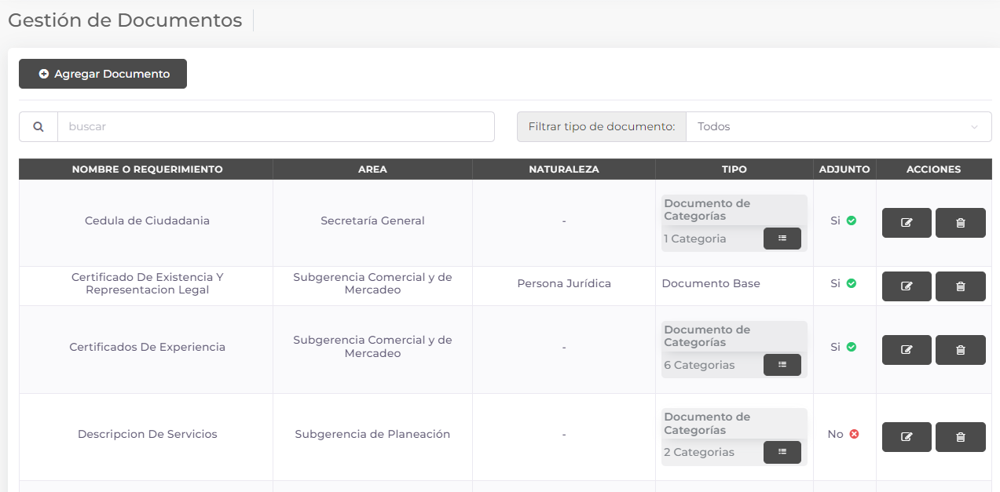 Gestión de Documentos
Agregar Documento
buscar
Filtrar tipo de documento: Todos
NOMBRE O REQUERIMIENTO AREA NATURALEZA TIPO ADJUNTO ACCIONES
Cedula de Ciudadania Secretaría General - Documento de Categorías 1 Categoria Si
Certificado De Existencia Y Representacion Legal Subgerencia Comercial y de Mercadeo Persona Jurídica Documento Base Si
Certificados De Experiencia Subgerencia Comercial y de Mercadeo - Documento de Categorías 6 Categorias Si
Descripcion De Servicios Subgerencia de Planeación - Documento de Categorías 2 Categorias No